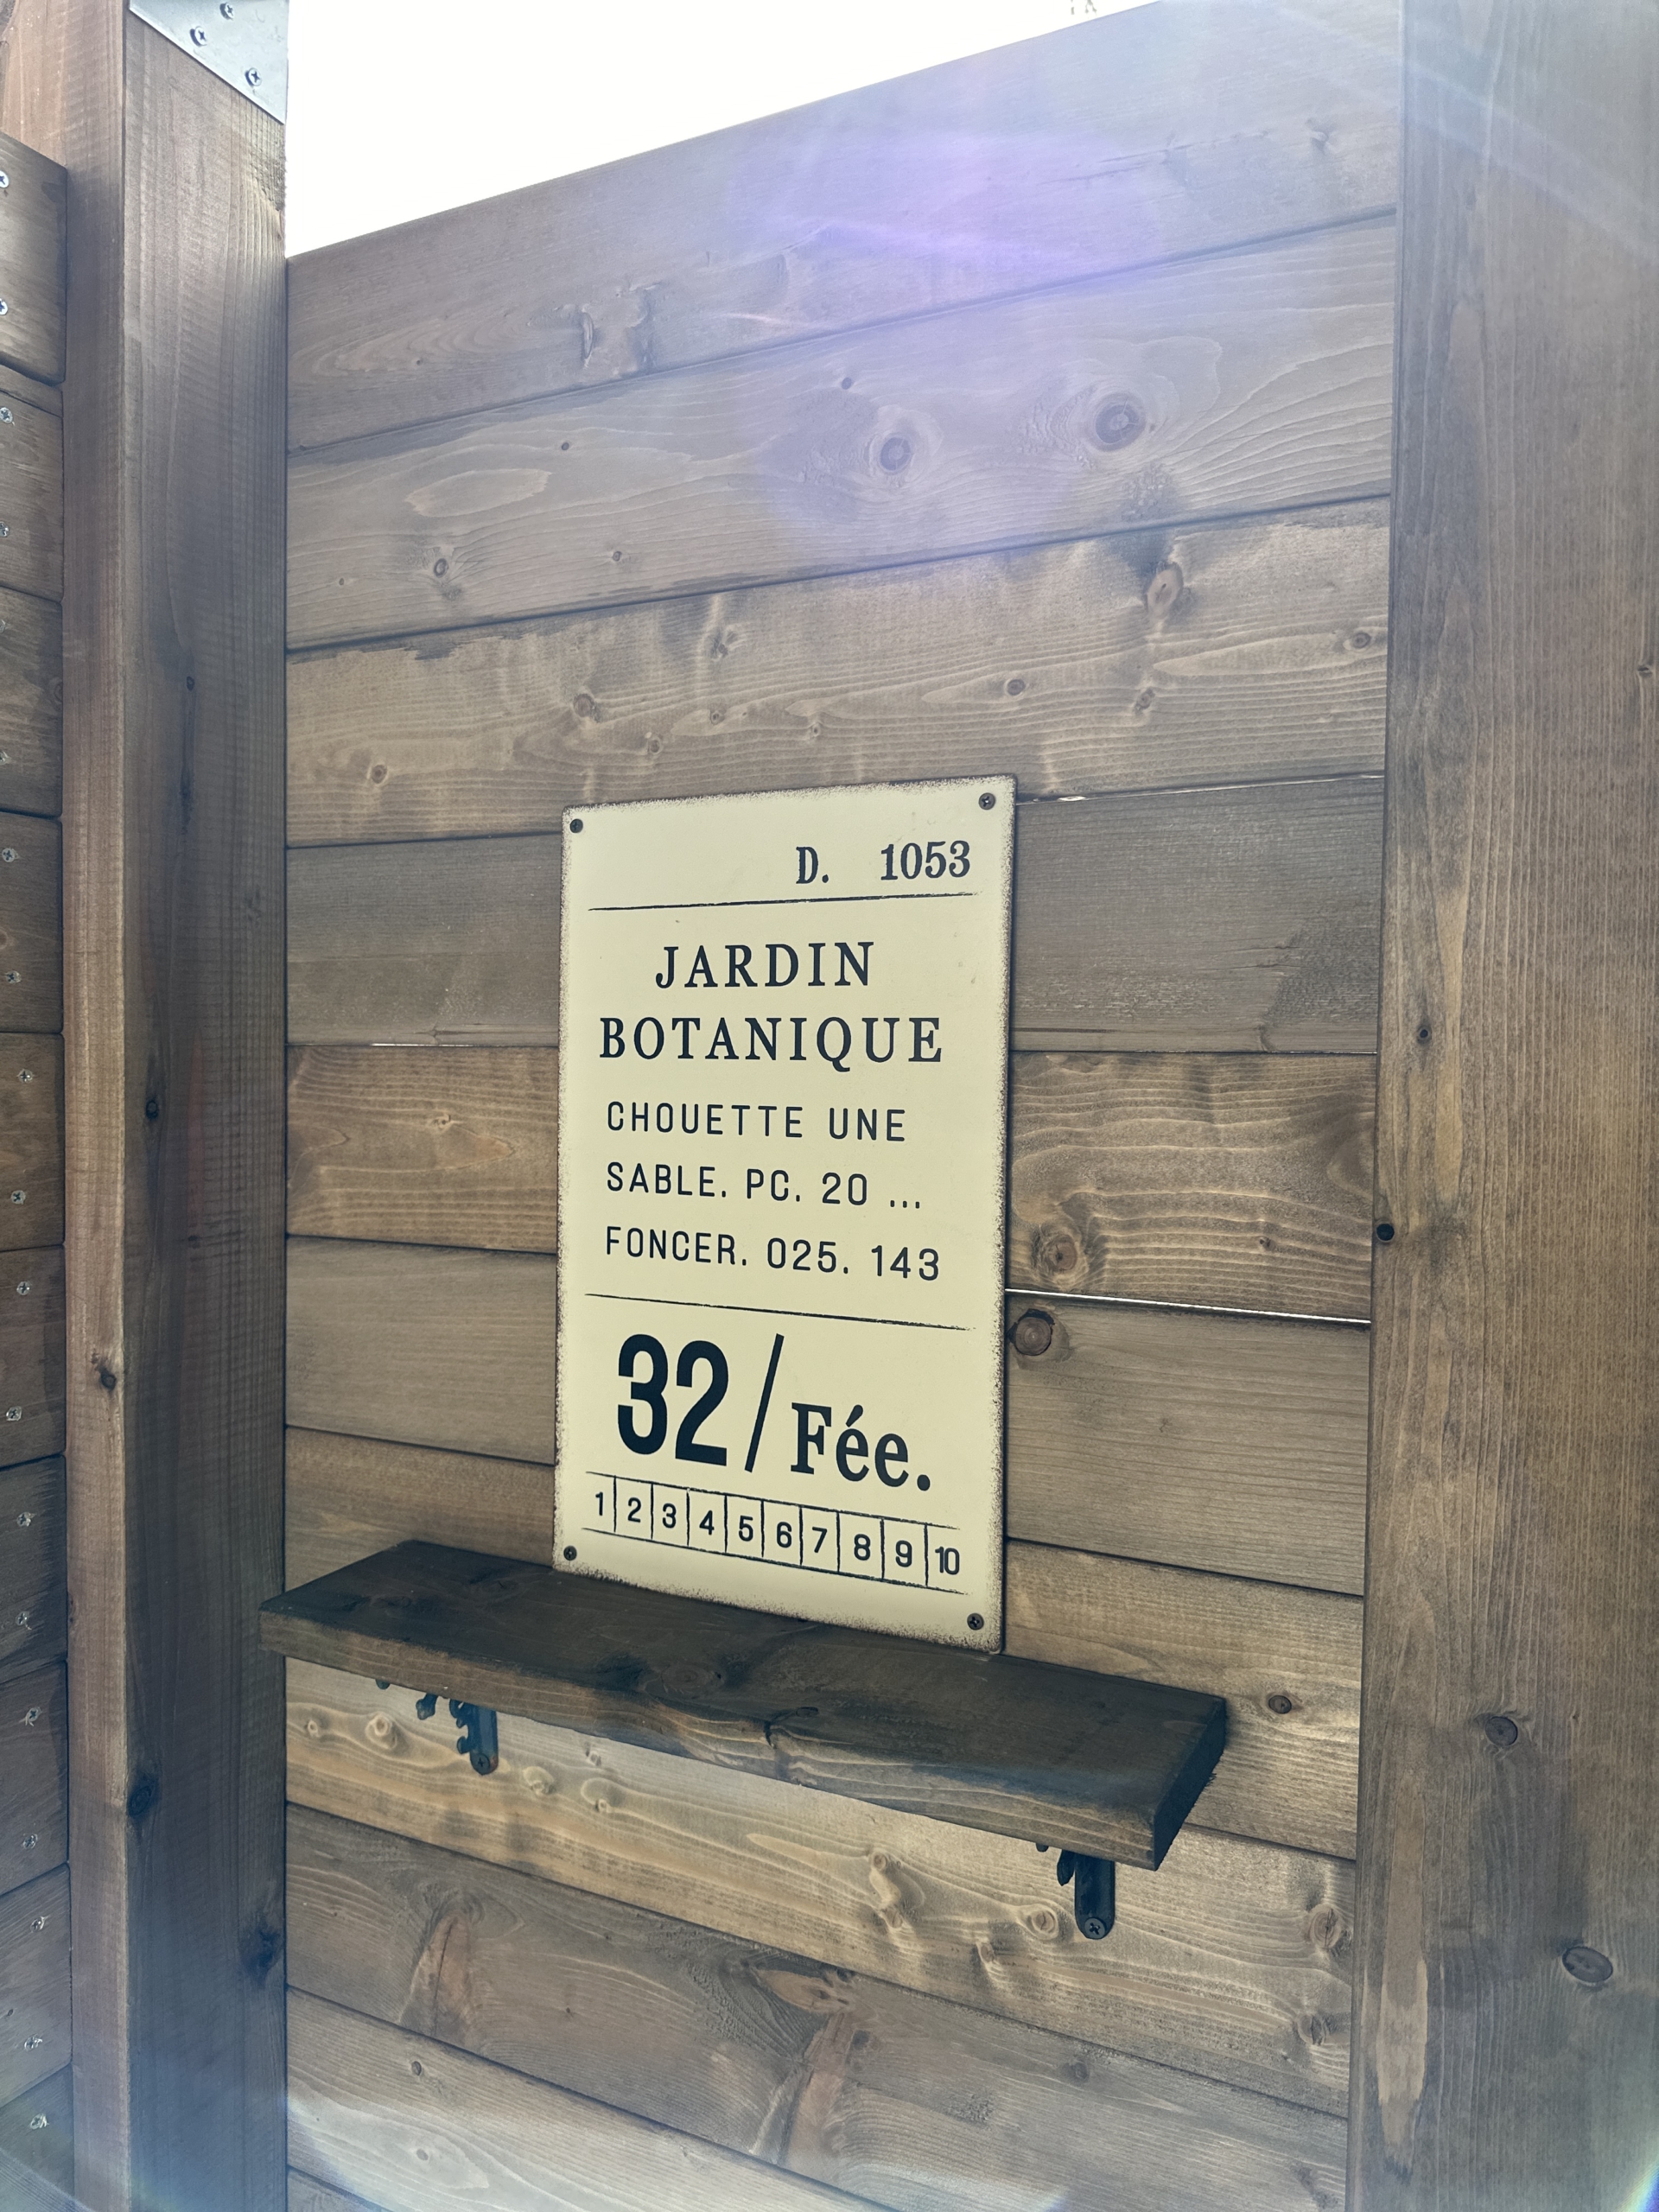 D. 1053
JARDIN
BOTANIQUE
CHOUETTE UNE
SABLE. PC. 20 ...
FONCER. 025. 143
32/Fée.
1 2 3 4 5 6 7 8 9 10